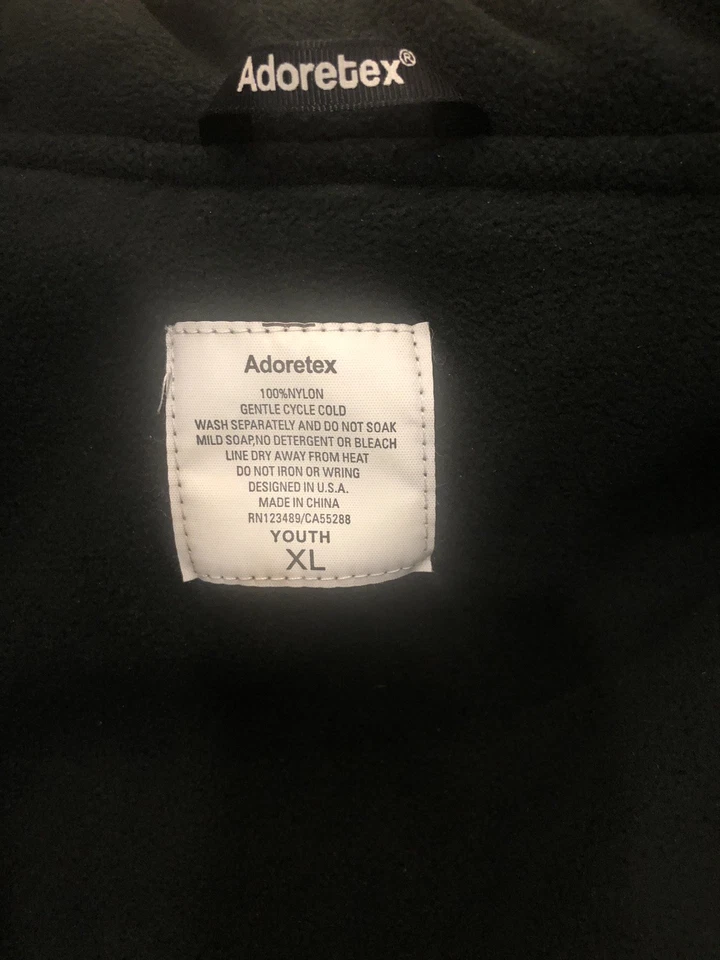 Adoretex®
Adoretex
100%NYLON
GENTLE CYCLE COLD
WASH SEPARATELY AND DO NOT SOAK
MILD SOAP,NO DETERGENT OR BLEACH
LINE DRY AWAY FROM HEAT
DO NOT IRON OR WRING
DESIGNED IN U.S.A.
MADE IN CHINA
RN123489/CA55288
YOUTH
XL